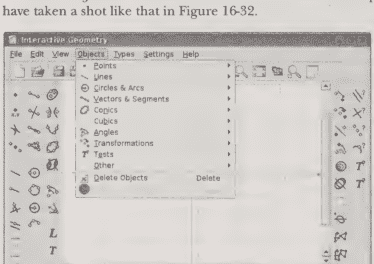 have taken a shot like that in Figure 16-32.
Interactive Geometry
File Edit View Objects Types Settings Help
Points
Lines
Circles & Arcs
Vectors & Segments
Conics
Cubics
Angles
Transformations
Tests
Other
Delete Objects Delete
L
T